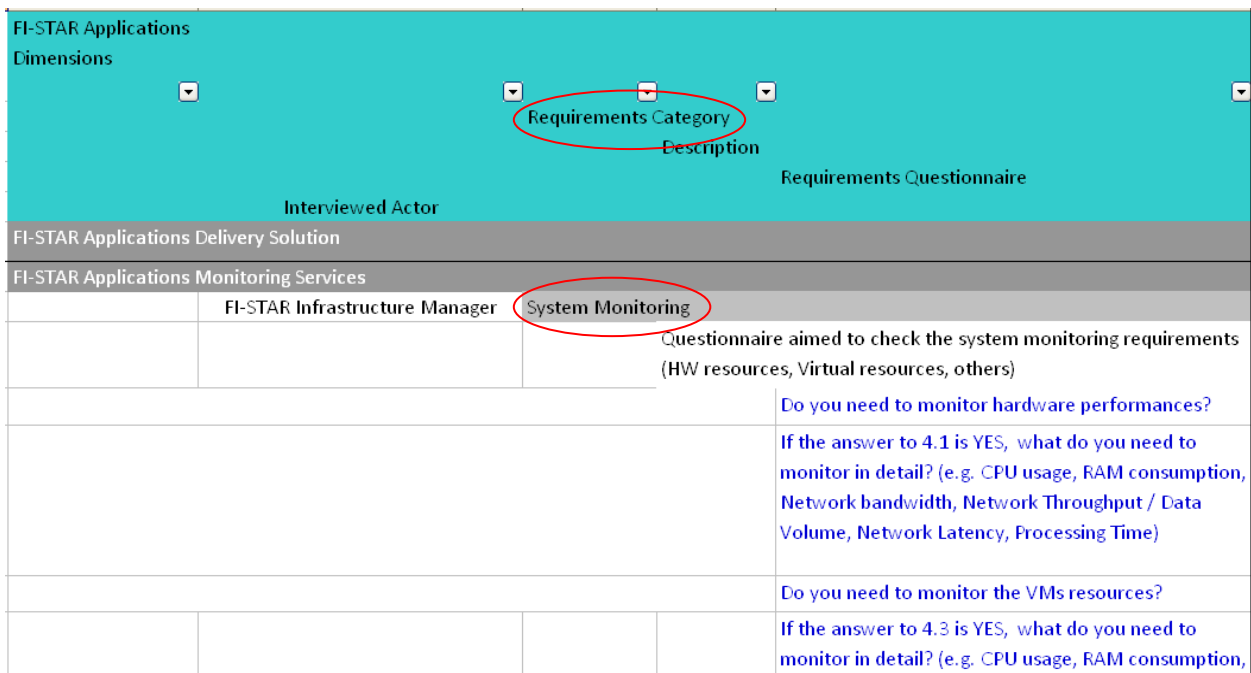 FI-STAR Applications
Dimensions
Requirements Category
Description
Requirements Questionnaire
Interviewed Actor
FI-STAR Applications Delivery Solution
FI-STAR Applications Monitoring Services
FI-STAR Infrastructure Manager
System Monitoring
Questionnaire aimed to check the system monitoring requirements
(HW resources, Virtual resources, others)
Do you need to monitor hardware performances?
If the answer to 4.1 is YES, what do you need to
monitor in detail? (e.g. CPU usage, RAM consumption,
Network bandwidth, Network Throughput / Data
Volume, Network Latency, Processing Time)
Do you need to monitor the VMs resources?
If the answer to 4.3 is YES, what do you need to
monitor in detail? (e.g. CPU usage, RAM consumption,